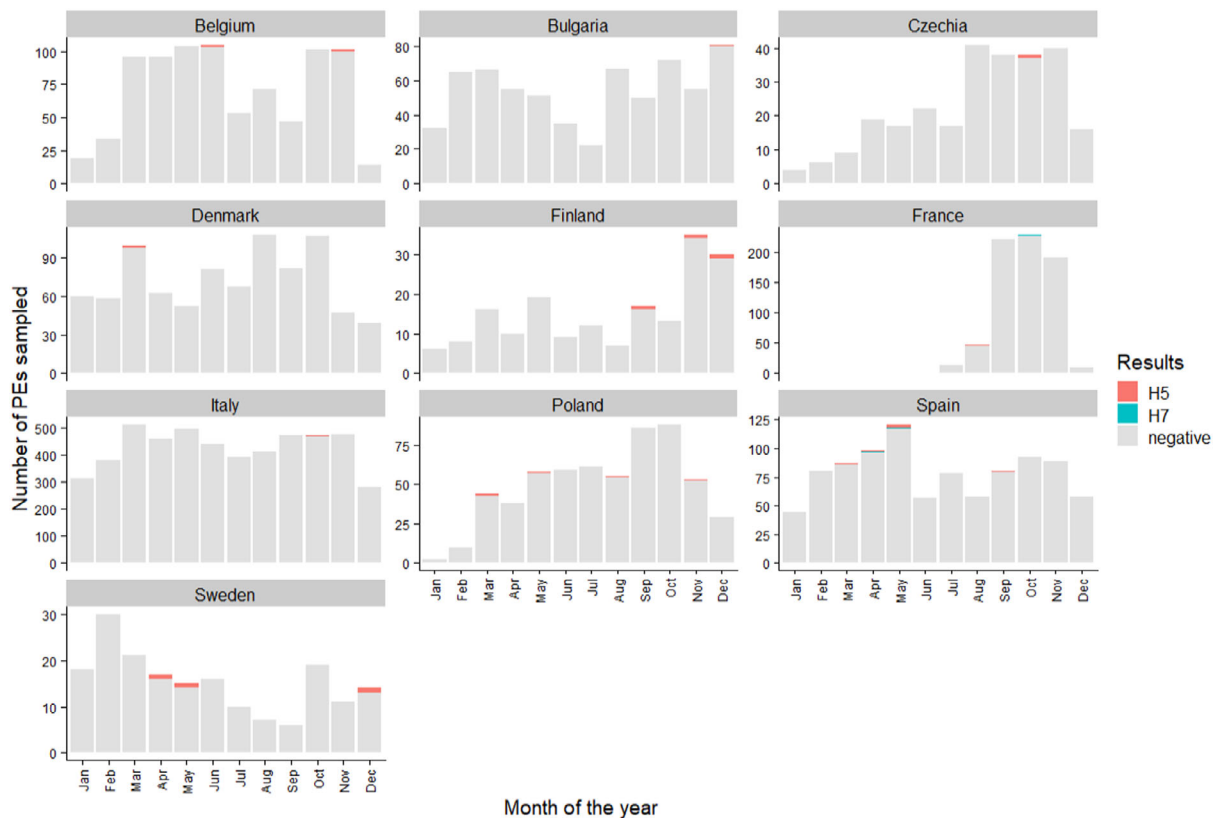 Belgium
Bulgaria
Czechia
100
75
50
25
0
80
60
40
20
0
40
30
20
10
0
Denmark
Finland
France
90
60
30
0
30
20
10
0
200
150
100
50
0
Italy
Poland
Spain
500
400
300
200
100
0
75
50
25
0
125
100
75
50
25
0
Jan Feb Mar Apr May Jun Jul Aug Sep Oct Nov Dec
Jan Feb Mar Apr May Jun Jul Aug Sep Oct Nov Dec
Sweden
30
20
10
0
Jan Feb Mar Apr May Jun Jul Aug Sep Oct Nov Dec
Number of PEs sampled
Month of the year
Results
H5
H7
negative